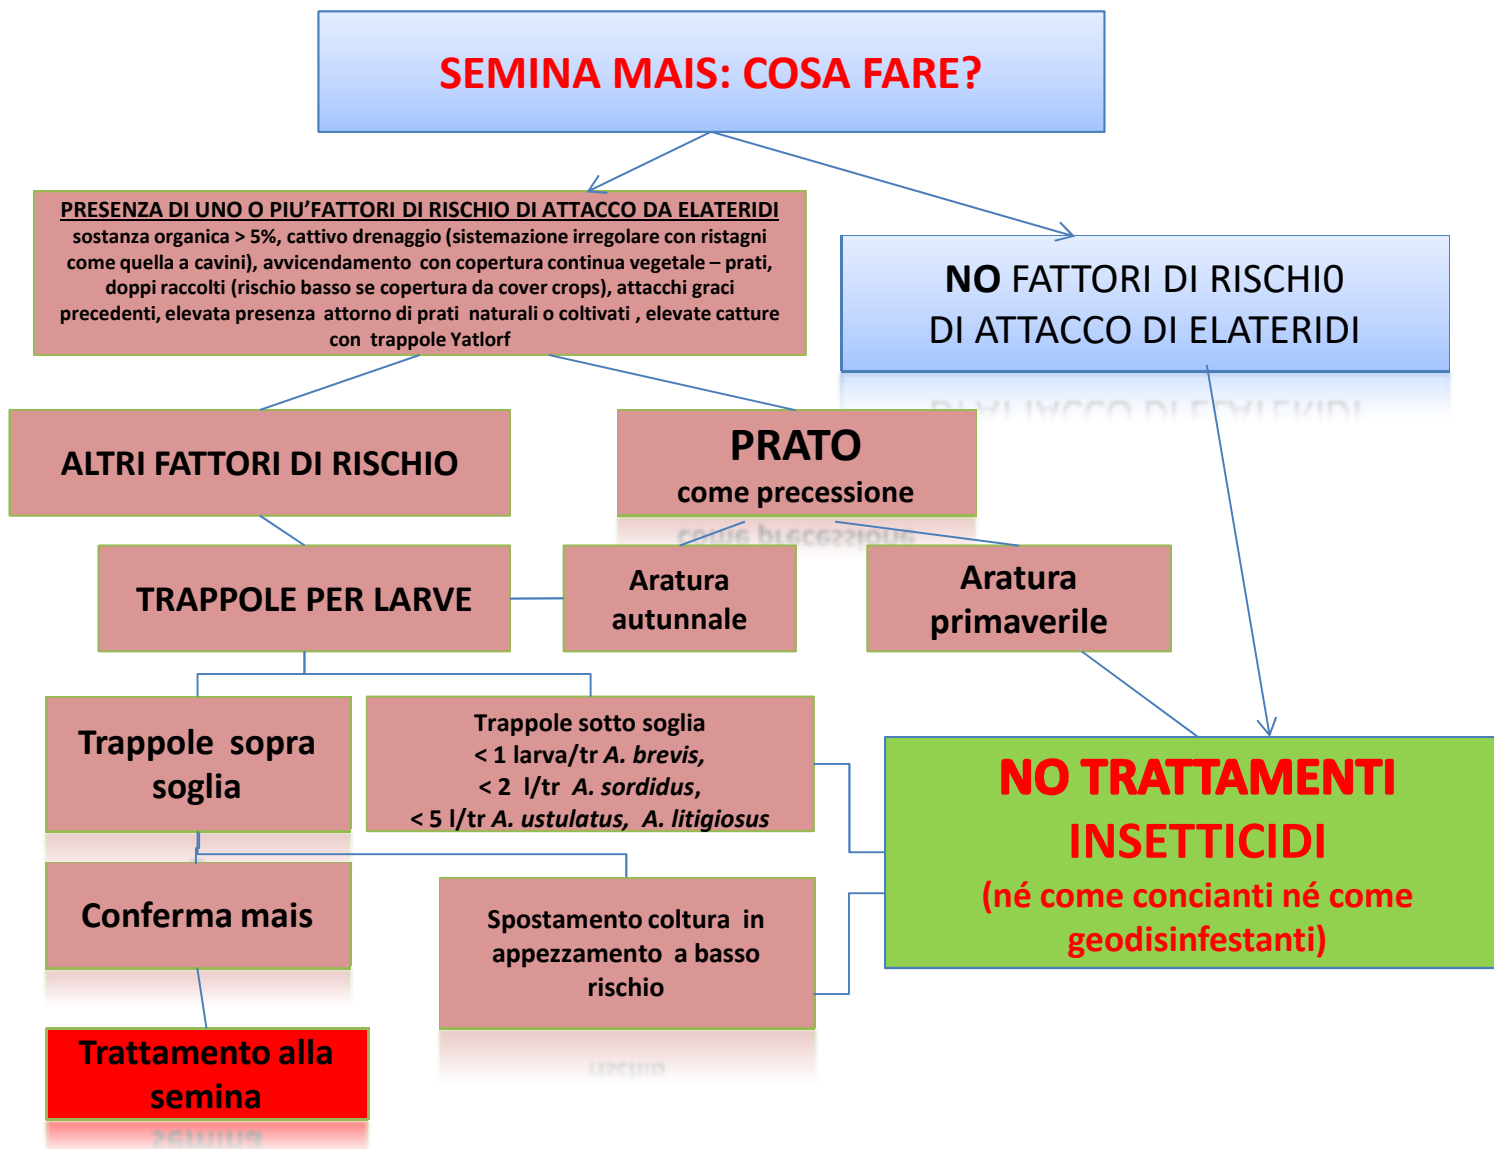 SEMINA MAIS: COSA FARE?
PRESENZA DI UNO O PIU'FATTORI DI RISCHIO DI ATTACCO DA ELATERIDI
sostanza organica > 5%, cattivo drenaggio (sistemazione irregolare con ristagni
come quella a cavini), avvicendamento con copertura continua vegetale – prati,
doppi raccolti (rischio basso se copertura da cover crops), attacchi graci
precedenti, elevata presenza attorno di prati naturali o coltivati , elevate catture
con trappole Yatlorf
NO FATTORI DI RISCHI0
DI ATTACCO DI ELATERIDI
ALTRI FATTORI DI RISCHIO
PRATO
come precessione
TRAPPOLE PER LARVE
Aratura
autunnale
Aratura
primaverile
Trappole sopra
soglia
Trappole sotto soglia
< 1 larva/tr A. brevis,
< 2 l/tr A. sordidus,
< 5 l/tr A. ustulatus, A. litigiosus
NO TRATTAMENTI
INSETTICIDI
(né come concianti né come
geodisinfestanti)
Conferma mais
Spostamento coltura in
appezzamento a basso
rischio
Trattamento alla
semina